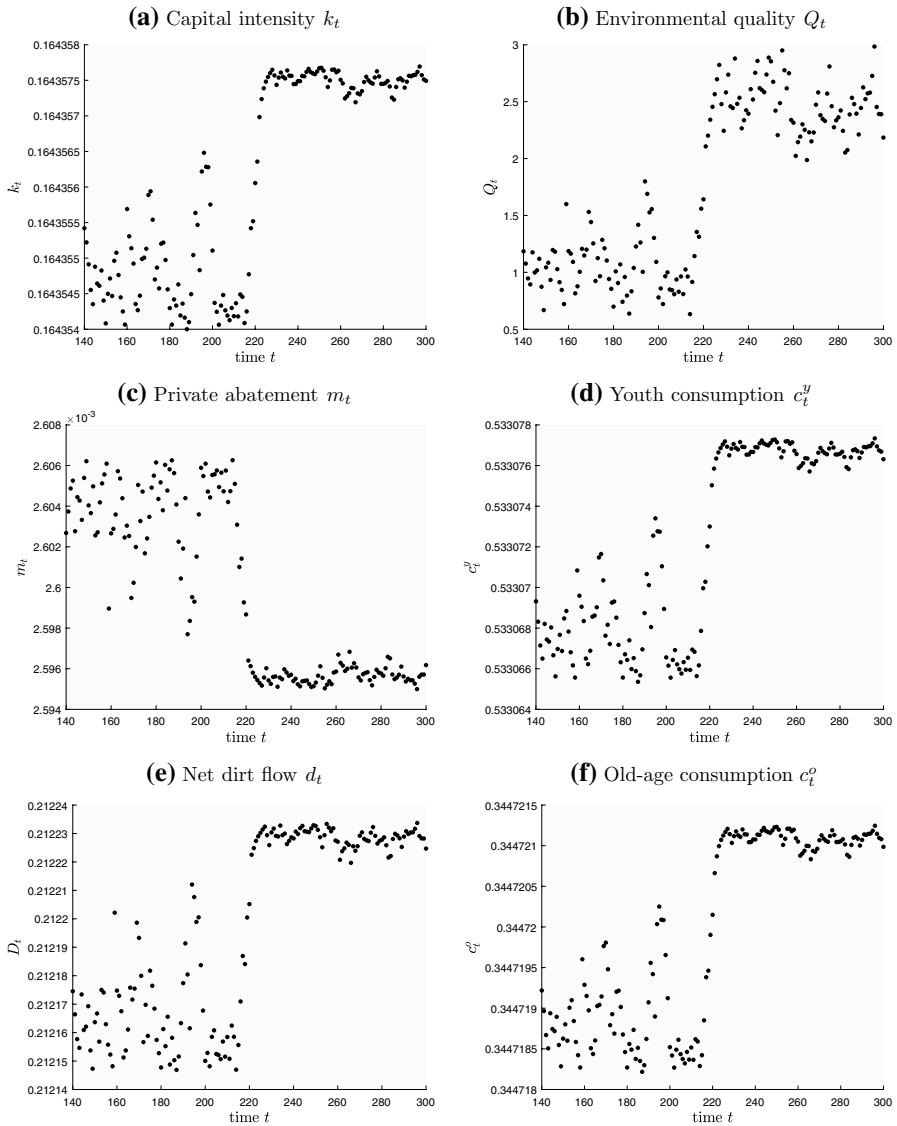 (a) Capital intensity k_t
0.164358
0.1643575
0.164357
0.1643565
0.164356
0.1643555
0.164355
0.1643545
0.164354
k_t
140 160 180 200 220 240 260 280 300
time t
(b) Environmental quality Q_t
3
2.5
2
1.5
1
0.5
Q_t
140 160 180 200 220 240 260 280 300
time t
(c) Private abatement m_t
×10^-3
2.608
2.606
2.604
2.602
2.6
2.598
2.596
2.594
m_t
140 160 180 200 220 240 260 280 300
time t
(d) Youth consumption c_t^y
0.533078
0.533076
0.533074
0.533072
0.53307
0.533068
0.533066
0.533064
c_t^y
140 160 180 200 220 240 260 280 300
time t
(e) Net dirt flow d_t
0.21224
0.21223
0.21222
0.21221
0.2122
0.21219
0.21218
0.21217
0.21216
0.21215
0.21214
D_t
140 160 180 200 220 240 260 280 300
time t
(f) Old-age consumption c_t^o
0.3447215
0.344721
0.3447205
0.34472
0.3447195
0.344719
0.3447185
0.344718
c_t^o
140 160 180 200 220 240 260 280 300
time t